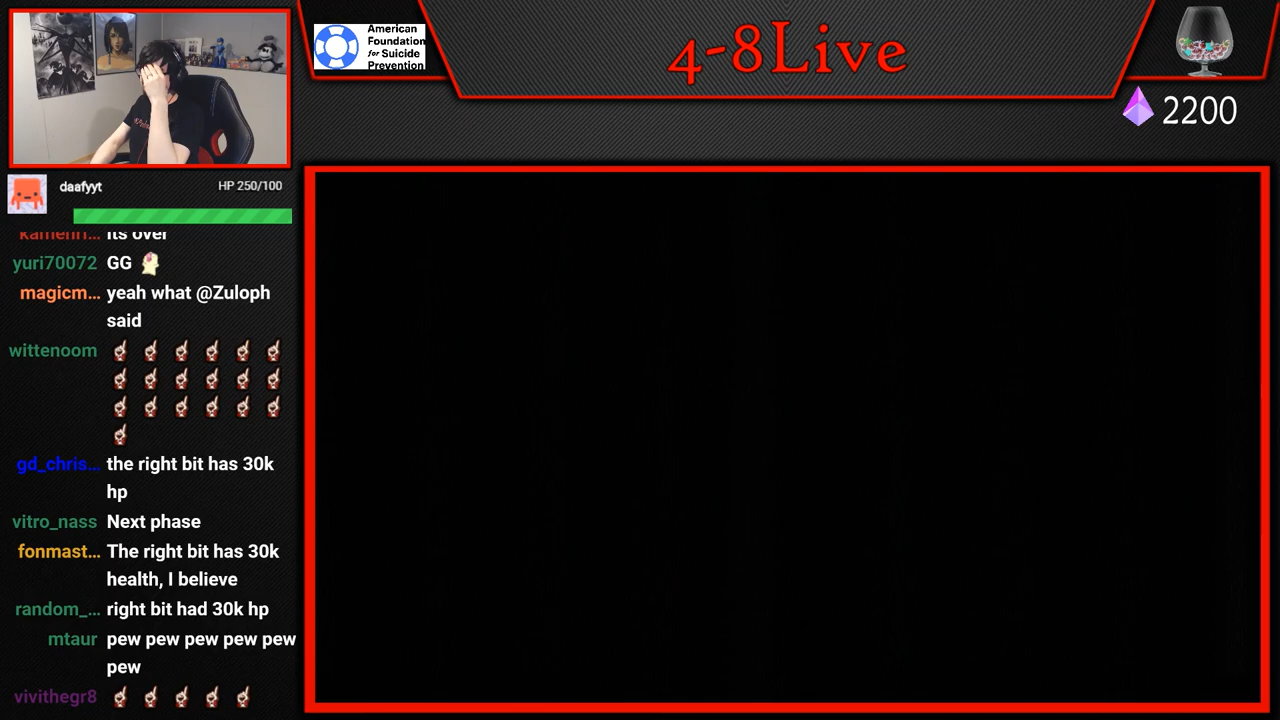 American
Foundation
for Suicide
Prevention
4-8Live
2200
daafyyt
HP 250/100
its over
yuri70072 GG
magicm... yeah what @Zuloph
said
wittenoom
gd_chris... the right bit has 30k
hp
vitro_nass Next phase
fonmast... The right bit has 30k
health, I believe
random_... right bit had 30k hp
mtaur pew pew pew pew pew
pew
vivithegr8